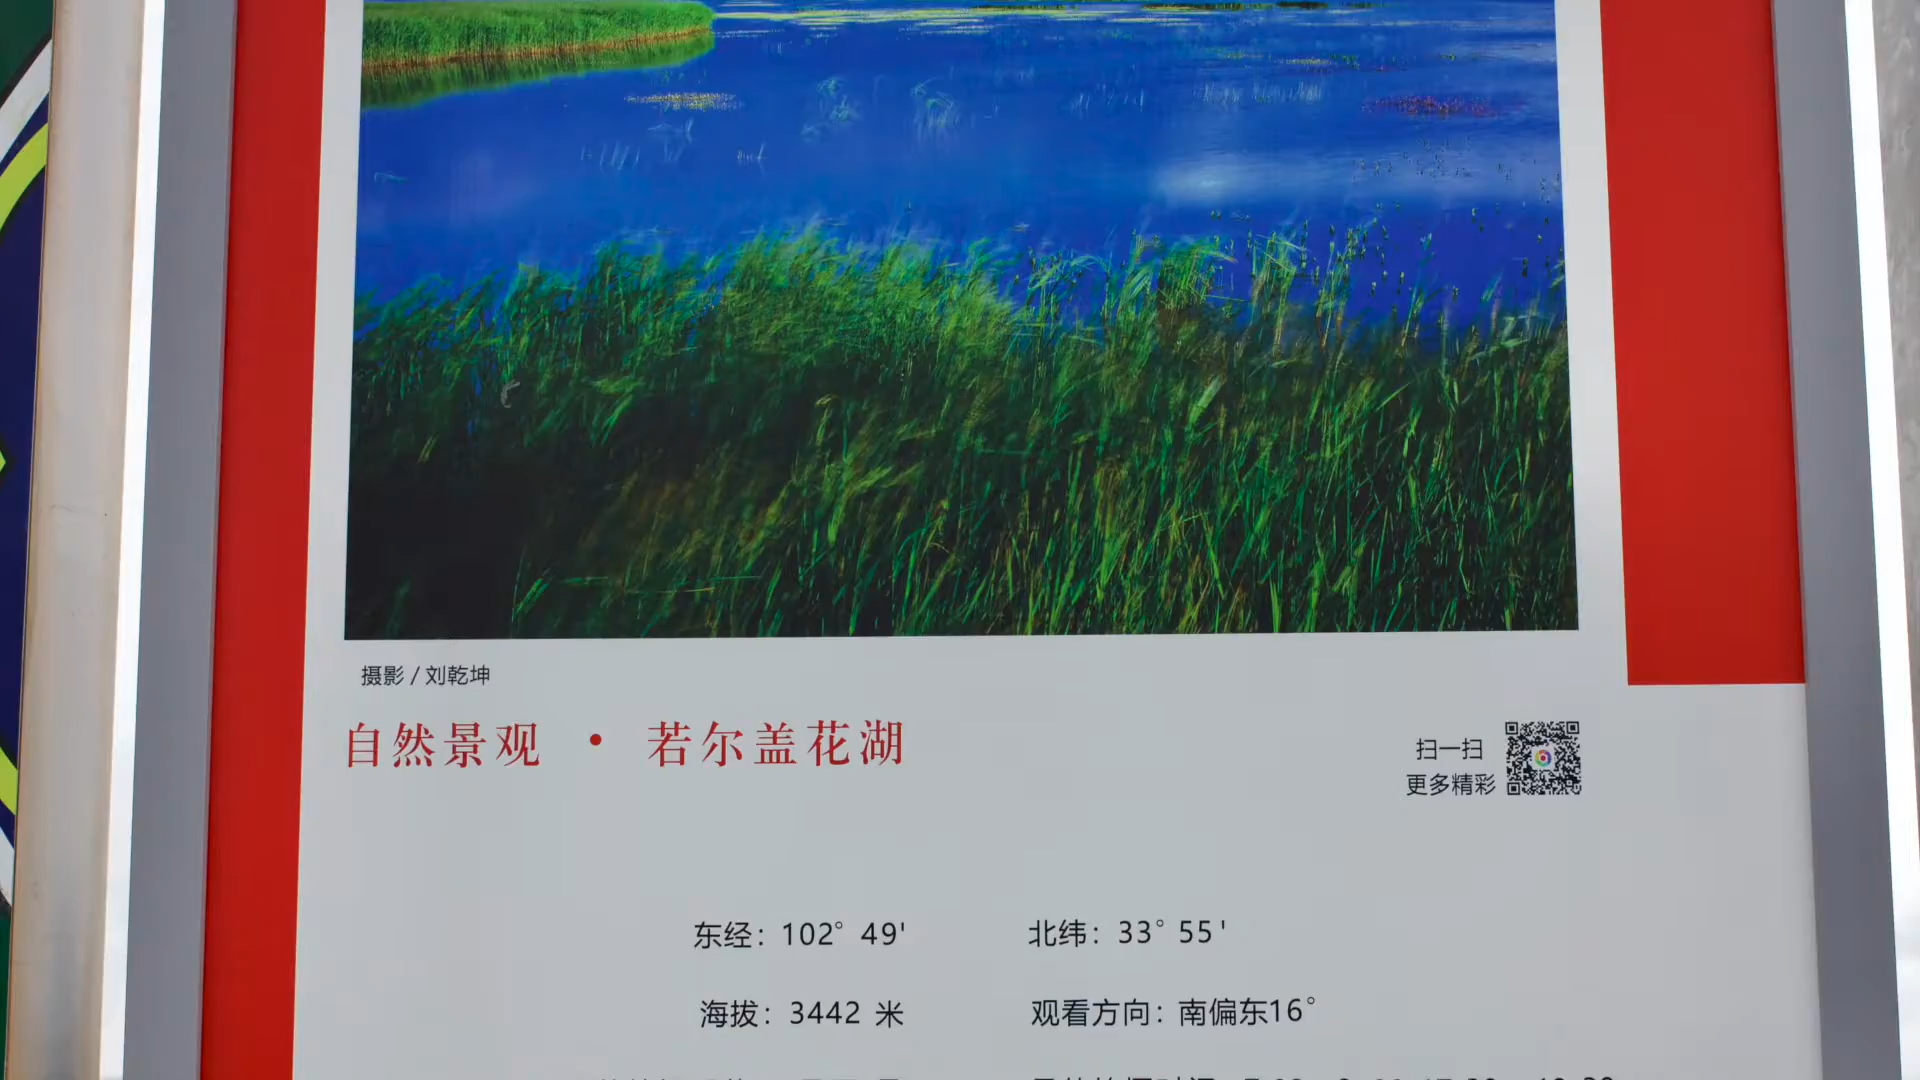 摄影 / 刘乾坤
自然景观 · 若尔盖花湖
扫一扫
更多精彩
东经：102° 49'
北纬：33° 55'
海拔：3442 米
观看方向：南偏东16°